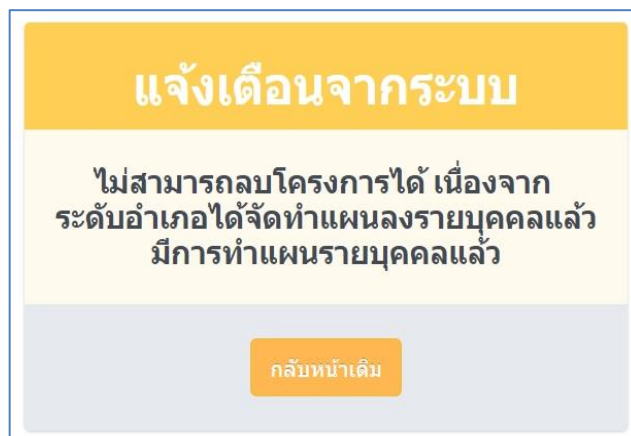 แจ้งเตือนจากระบบ
ไม่สามารถลบโครงการได้ เนื่องจาก
ระดับอำเภอได้จัดทำแผนลงรายบุคคลแล้ว
มีการทำแผนรายบุคคลแล้ว
กลับหน้าเดิม